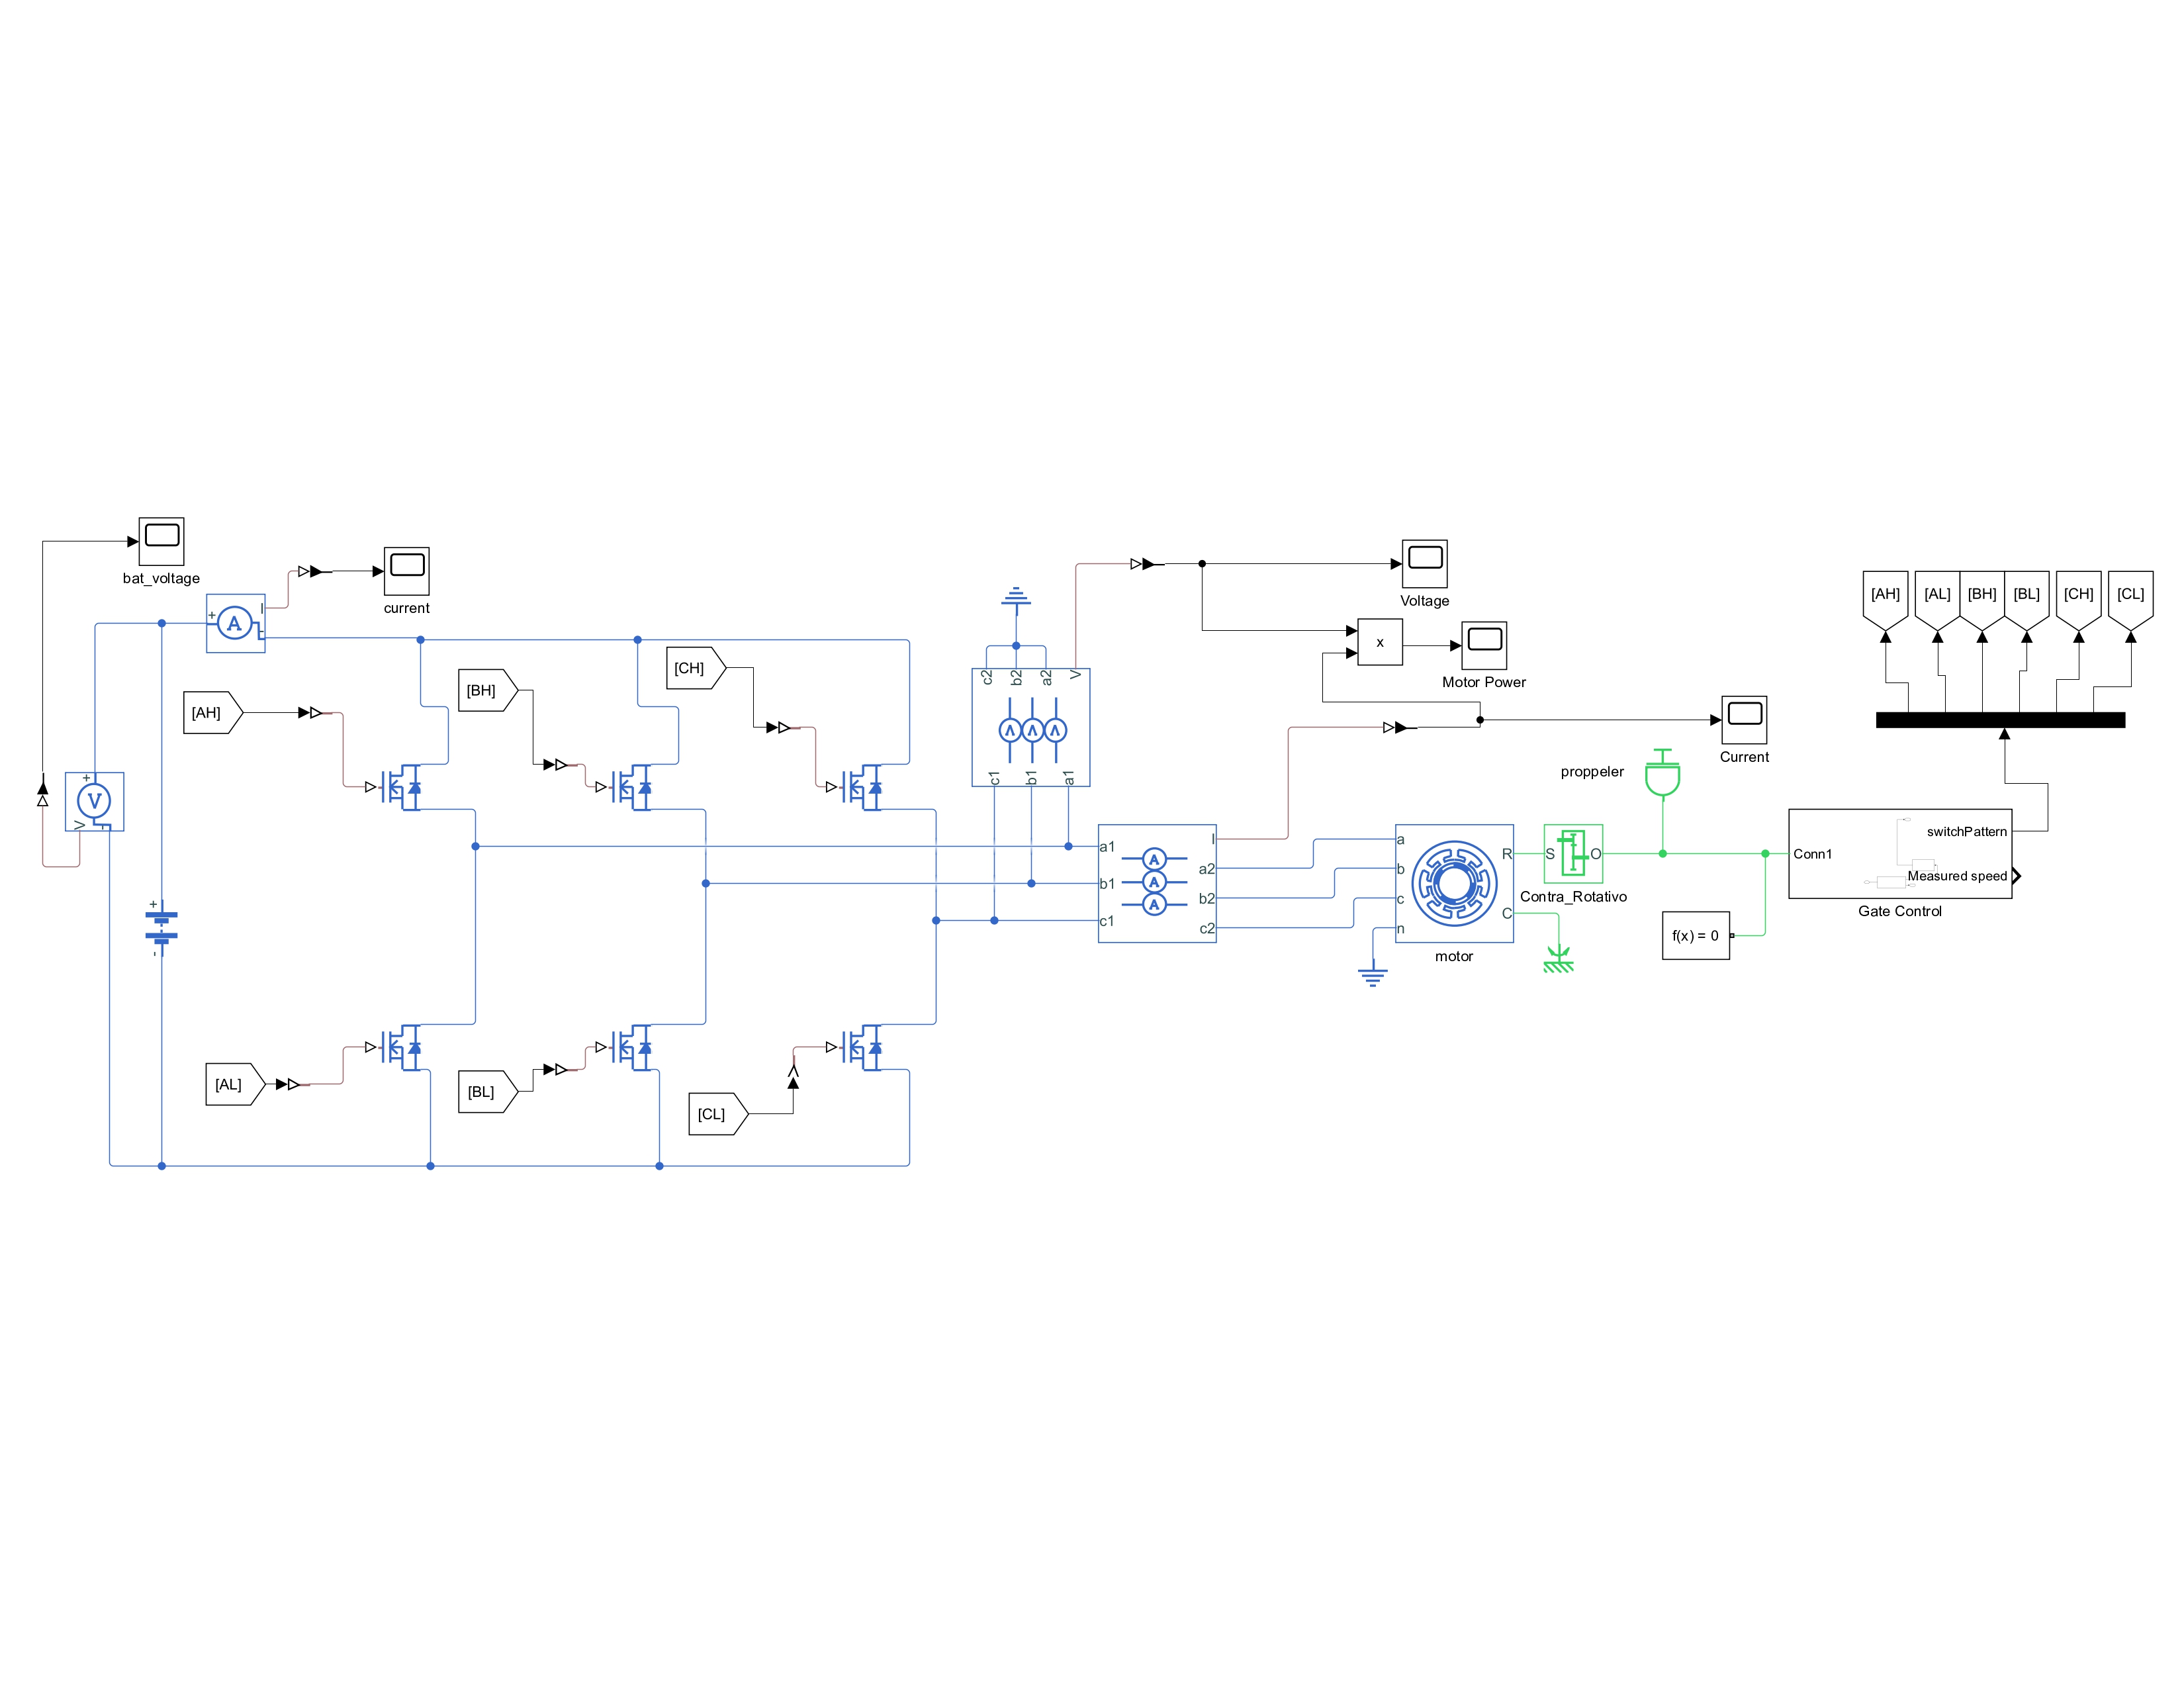 bat_voltage
current
+
A
I
-
[AH]
[BH]
[CH]
+
V
V
-
+
-
[AL]
[BL]
[CL]
c2
b2
a2
V
V
V
V
c1
b1
a1
Voltage
x
Motor Power
Current
a1
b1
c1
A
A
A
I
a2
b2
c2
a
b
c
n
R
C
motor
S
O
Contra_Rotativo
proppeler
f(x) = 0
Conn1
switchPattern
Measured speed
Gate Control
[AH]
[AL]
[BH]
[BL]
[CH]
[CL]